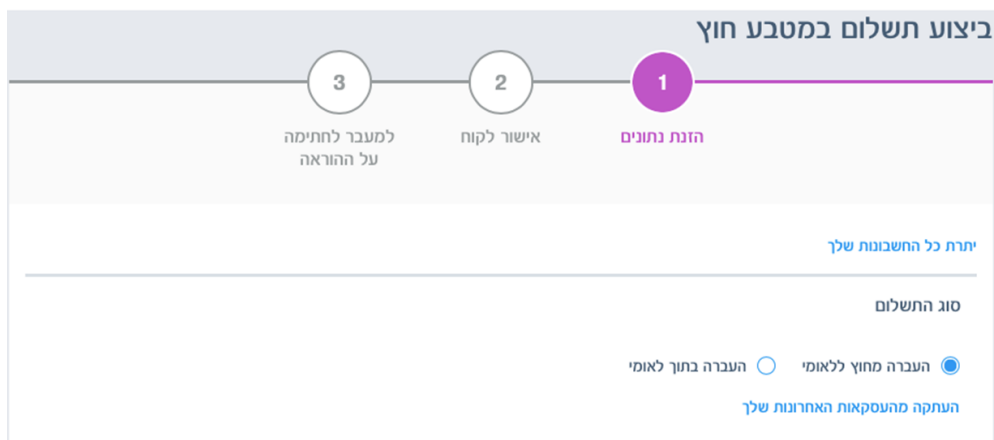 ביצוע תשלום במטבע חוץ
1
2
3
הזנת נתונים
אישור לקוח
למעבר לחתימה
על ההוראה
יתרת כל החשבונות שלך
סוג התשלום
העברה מחוץ ללאומי
העברה בתוך לאומי
העתקה מהעסקאות האחרונות שלך